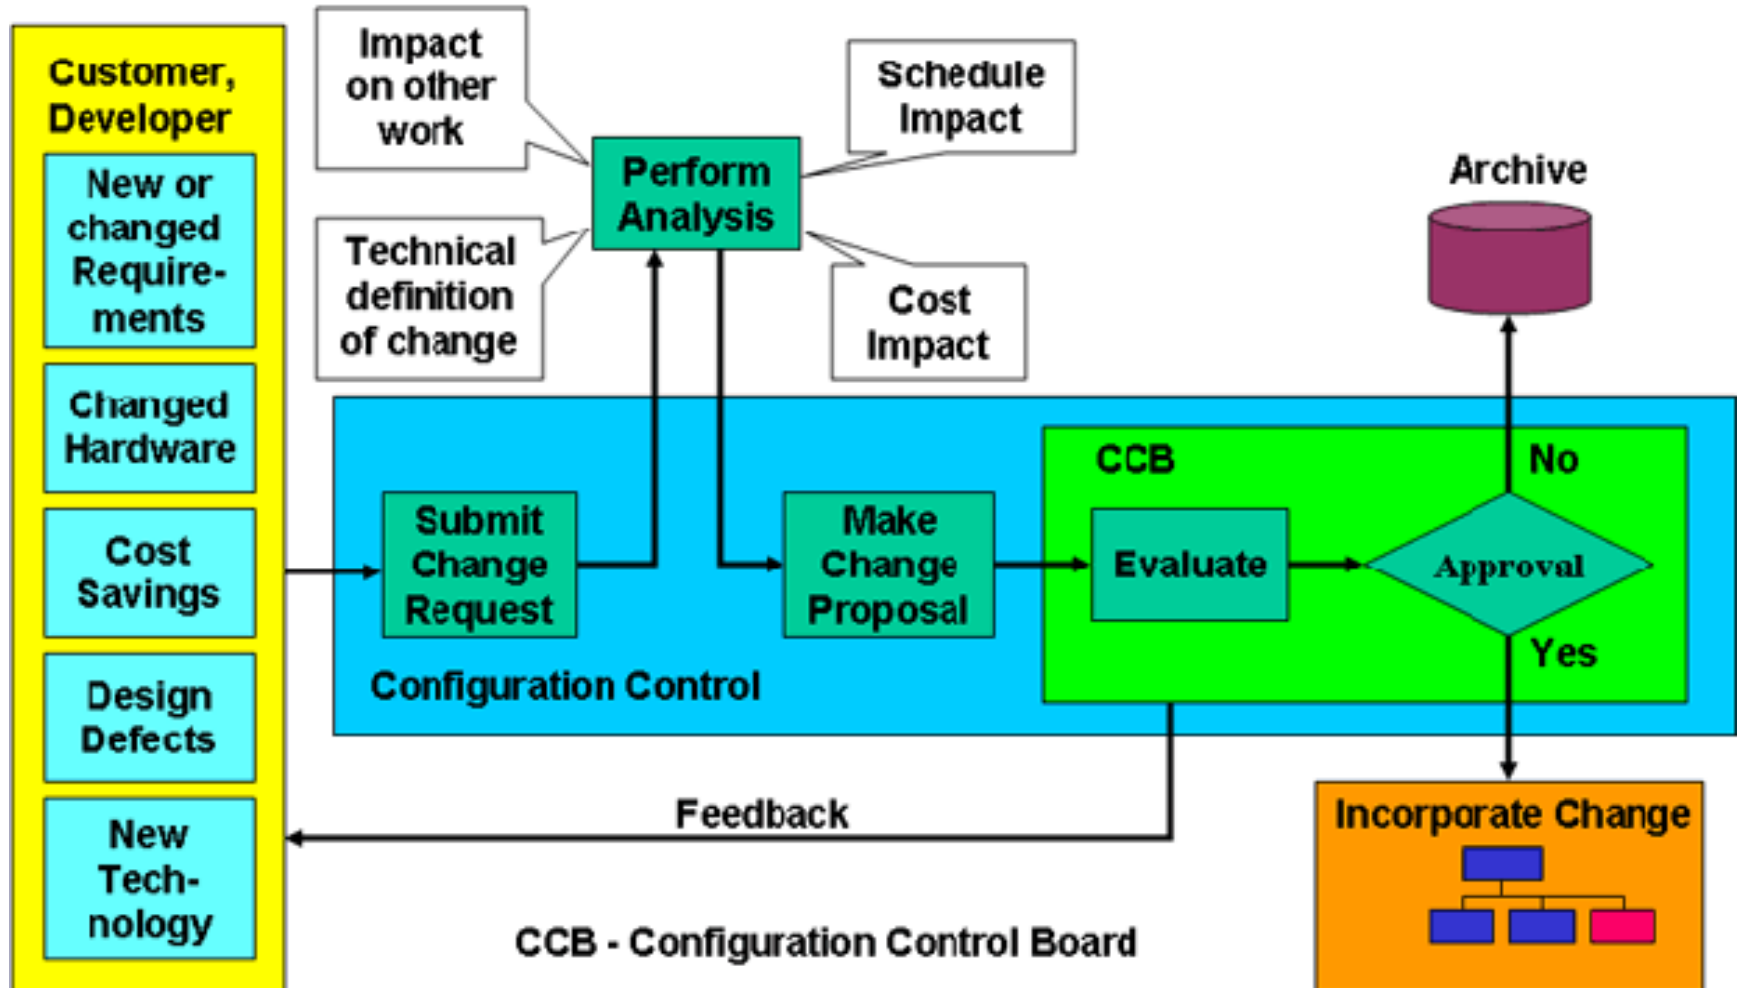 Customer,
Developer
New or
changed
Require-
ments
Changed
Hardware
Cost
Savings
Design
Defects
New
Tech-
nology
Impact
on other
work
Technical
definition
of change
Perform
Analysis
Schedule
Impact
Cost
Impact
Archive
Submit
Change
Request
Make
Change
Proposal
CCB
Evaluate
Approval
No
Yes
Configuration Control
Feedback
Incorporate Change
CCB - Configuration Control Board